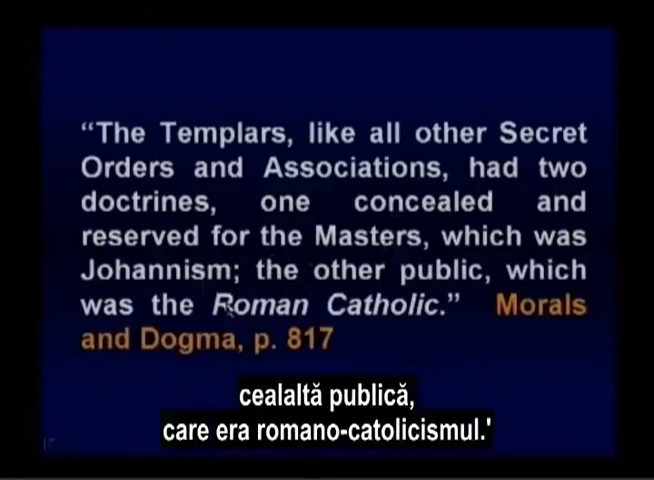 “The Templars, like all other Secret
Orders and Associations, had two
doctrines, one concealed and
reserved for the Masters, which was
Johannism; the other public, which
was the Roman Catholic.” Morals
and Dogma, p. 817
cealaltă publică,
care era romano-catolicismul.'